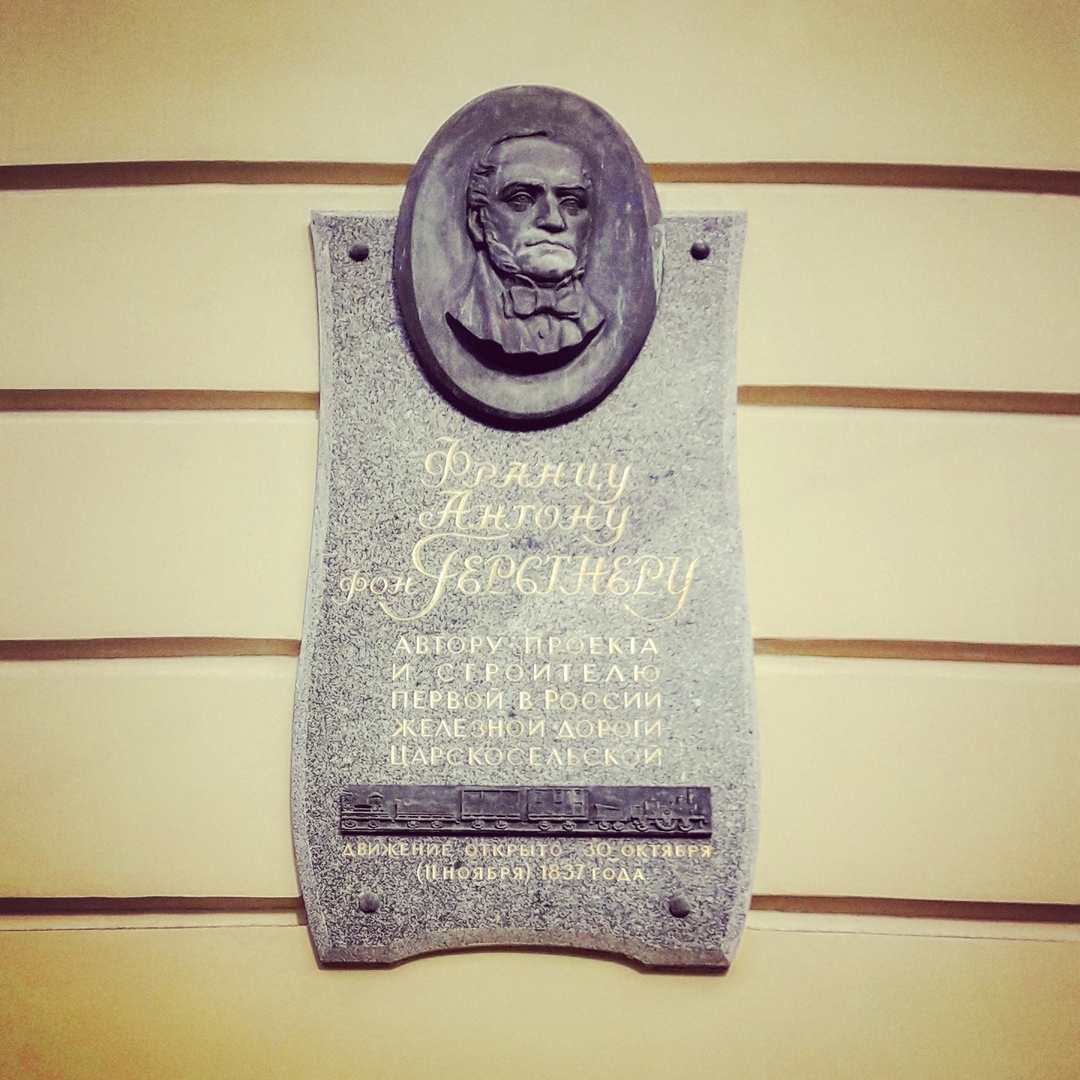 Францу
Антону
фон Герстнеру
АВТОРУ ПРОЕКТА
И СТРОИТЕЛЮ
ПЕРВОЙ В РОССИИ
ЖЕЛЕЗНОЙ ДОРОГИ
ЦАРСКОСЕЛЬСКОЙ
ДВИЖЕНИЕ ОТКРЫТО 30 ОКТЯБРЯ
(11 НОЯБРЯ) 1837 ГОДА.